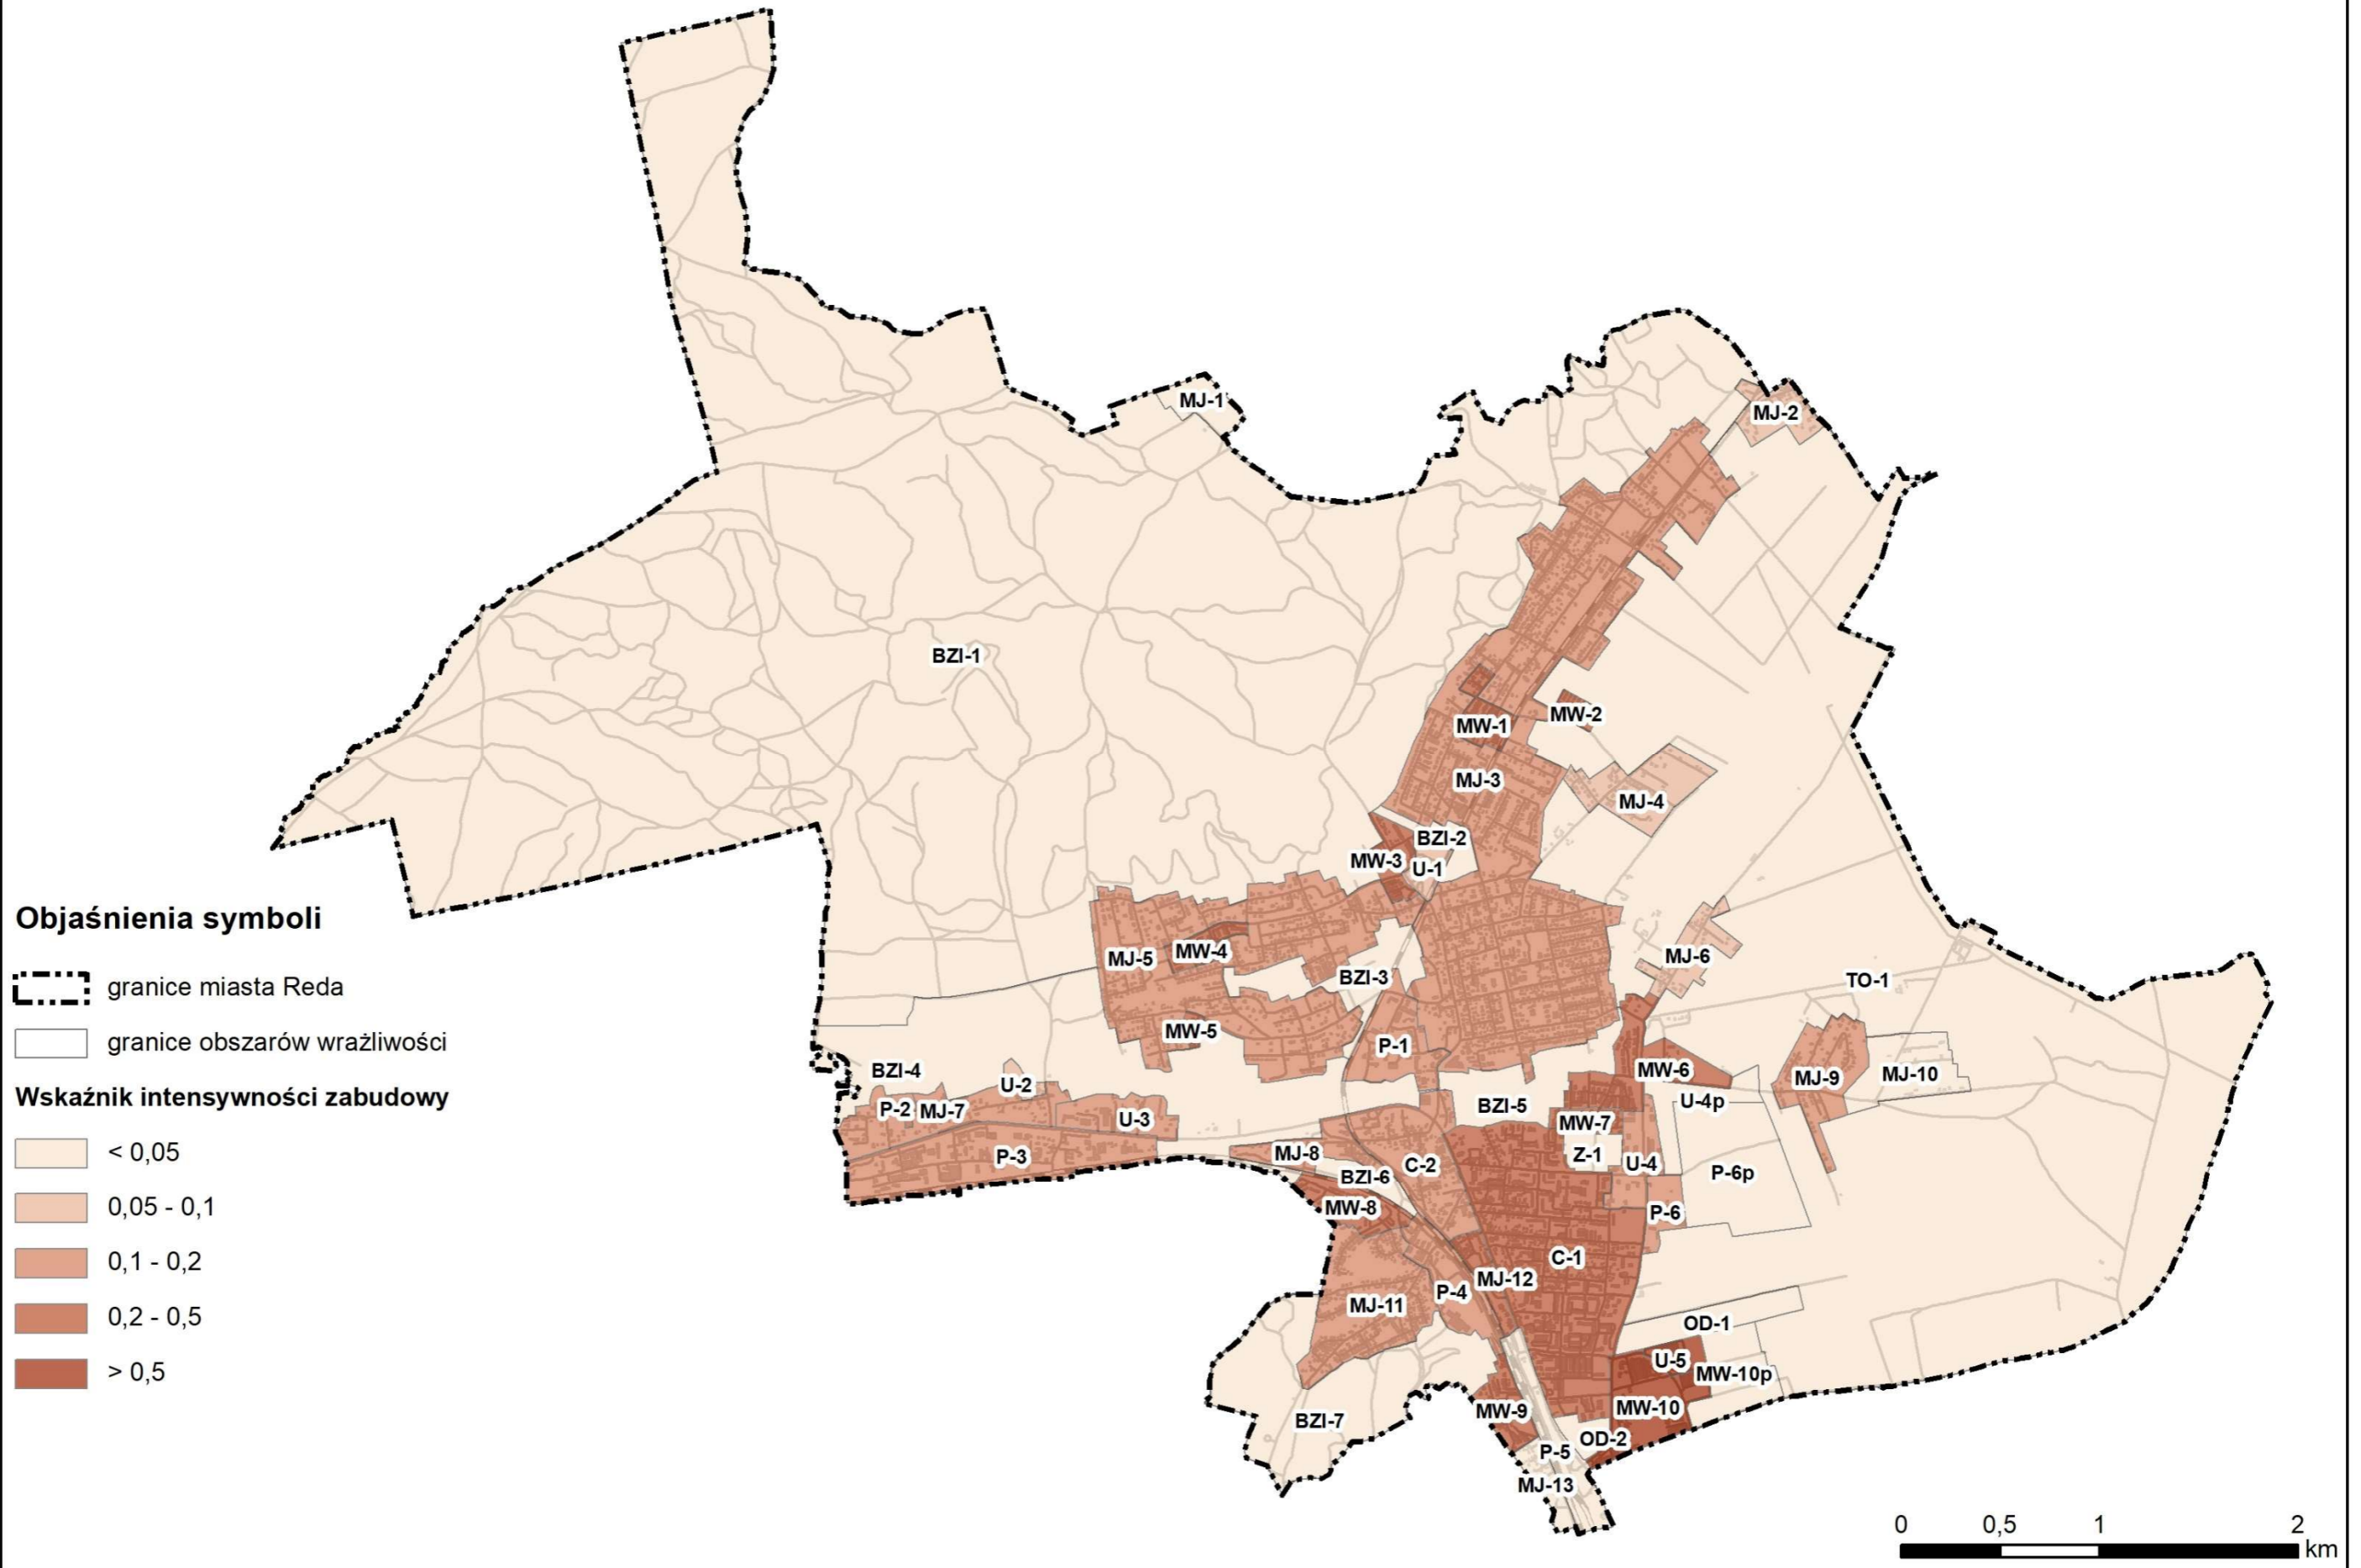 MJ-1
MJ-2
BZI-1
MW-2
MW-1
MJ-3
MJ-4
BZI-2
MW-3
U-1
MW-4
MJ-5
MJ-6
BZI-3
TO-1
MW-5
P-1
BZI-4
MW-6
MJ-10
MJ-9
U-2
U-4p
BZI-5
P-2
MJ-7
U-3
MW-7
MJ-8
Z-1
P-3
C-2
U-4
P-6p
BZI-6
MW-8
P-6
C-1
MJ-12
P-4
MJ-11
OD-1
U-5
MW-10p
MW-10
MW-9
BZI-7
OD-2
P-5
MJ-13
Objaśnienia symboli
granice miasta Reda
granice obszarów wrażliwości
Wskaźnik intensywności zabudowy
< 0,05
0,05 - 0,1
0,1 - 0,2
0,2 - 0,5
> 0,5
0 0,5 1 2
km